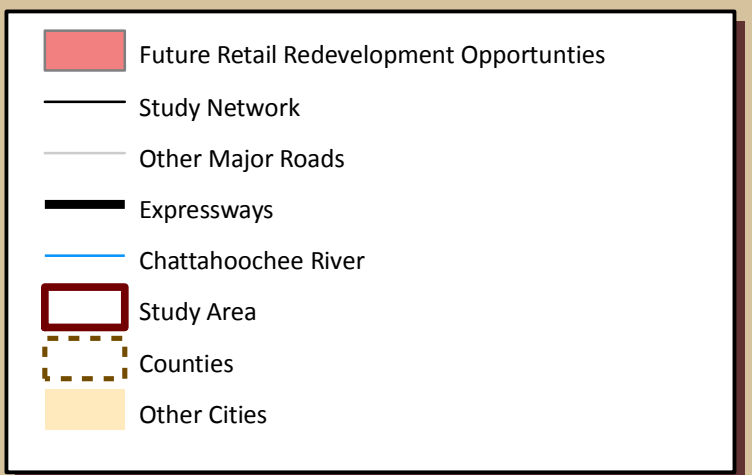 Future Retail Redevelopment Opportunties
Study Network
Other Major Roads
Expressways
Chattahoochee River
Study Area
Counties
Other Cities